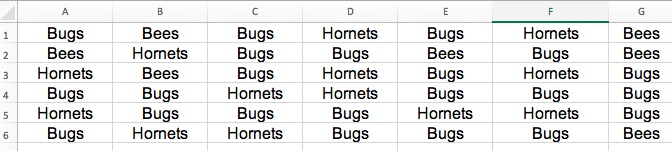 A B C D E F G
1 Bugs Bees Bugs Hornets Bugs Hornets Bees
2 Bees Hornets Bugs Bugs Bees Bugs Bees
3 Hornets Bees Bugs Hornets Bugs Hornets Bugs
4 Bugs Bugs Hornets Hornets Bugs Bugs Bugs
5 Hornets Bugs Bugs Bugs Hornets Hornets Bugs
6 Bugs Hornets Hornets Bugs Bugs Bugs Bees